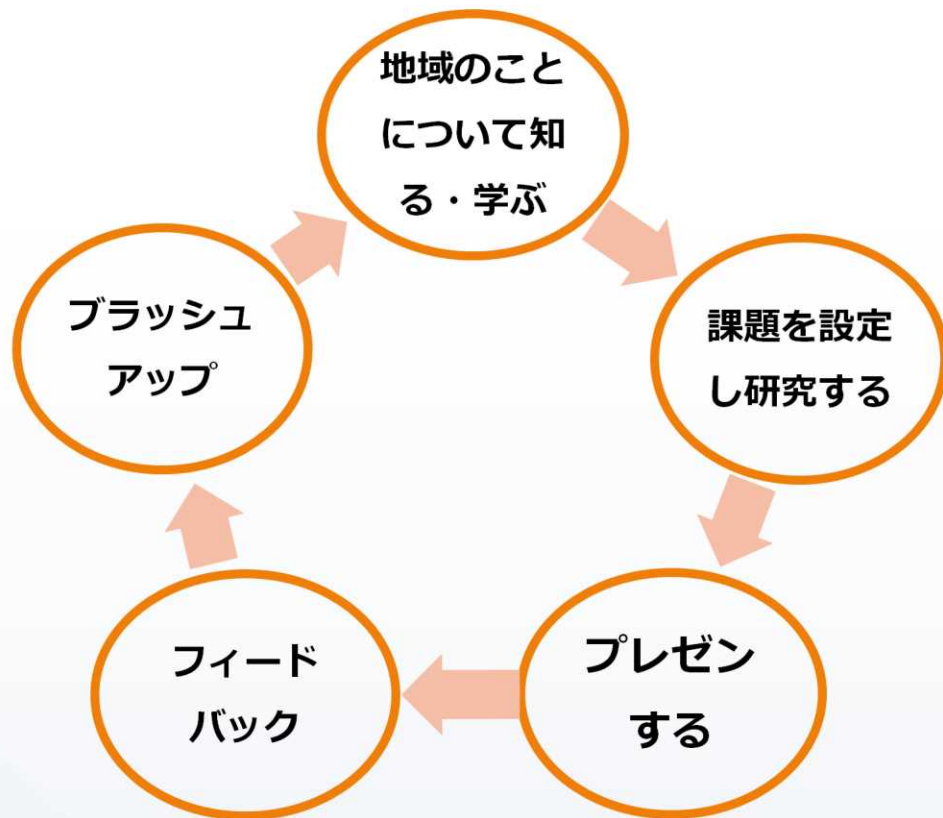 地域のこと
について知
る・学ぶ
課題を設定
し研究する
プレゼン
する
フィード
バック
ブラッシュ
アップ